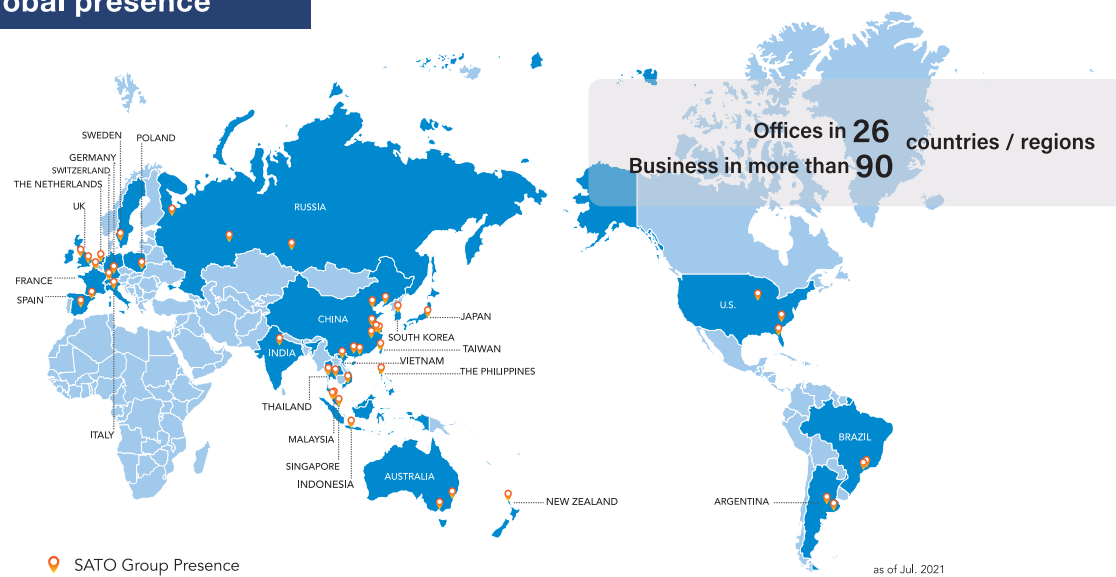 obal presence
Offices in 26
Business in more than 90
countries / regions
SWEDEN
POLAND
GERMANY
SWITZERLAND
THE NETHERLANDS
UK
RUSSIA
FRANCE
SPAIN
CHINA
JAPAN
SOUTH KOREA
INDIA
TAIWAN
VIETNAM
THE PHILIPPINES
THAILAND
ITALY
MALAYSIA
SINGAPORE
INDONESIA
AUSTRALIA
NEW ZEALAND
U.S.
BRAZIL
ARGENTINA
SATO Group Presence
as of Jul. 2021